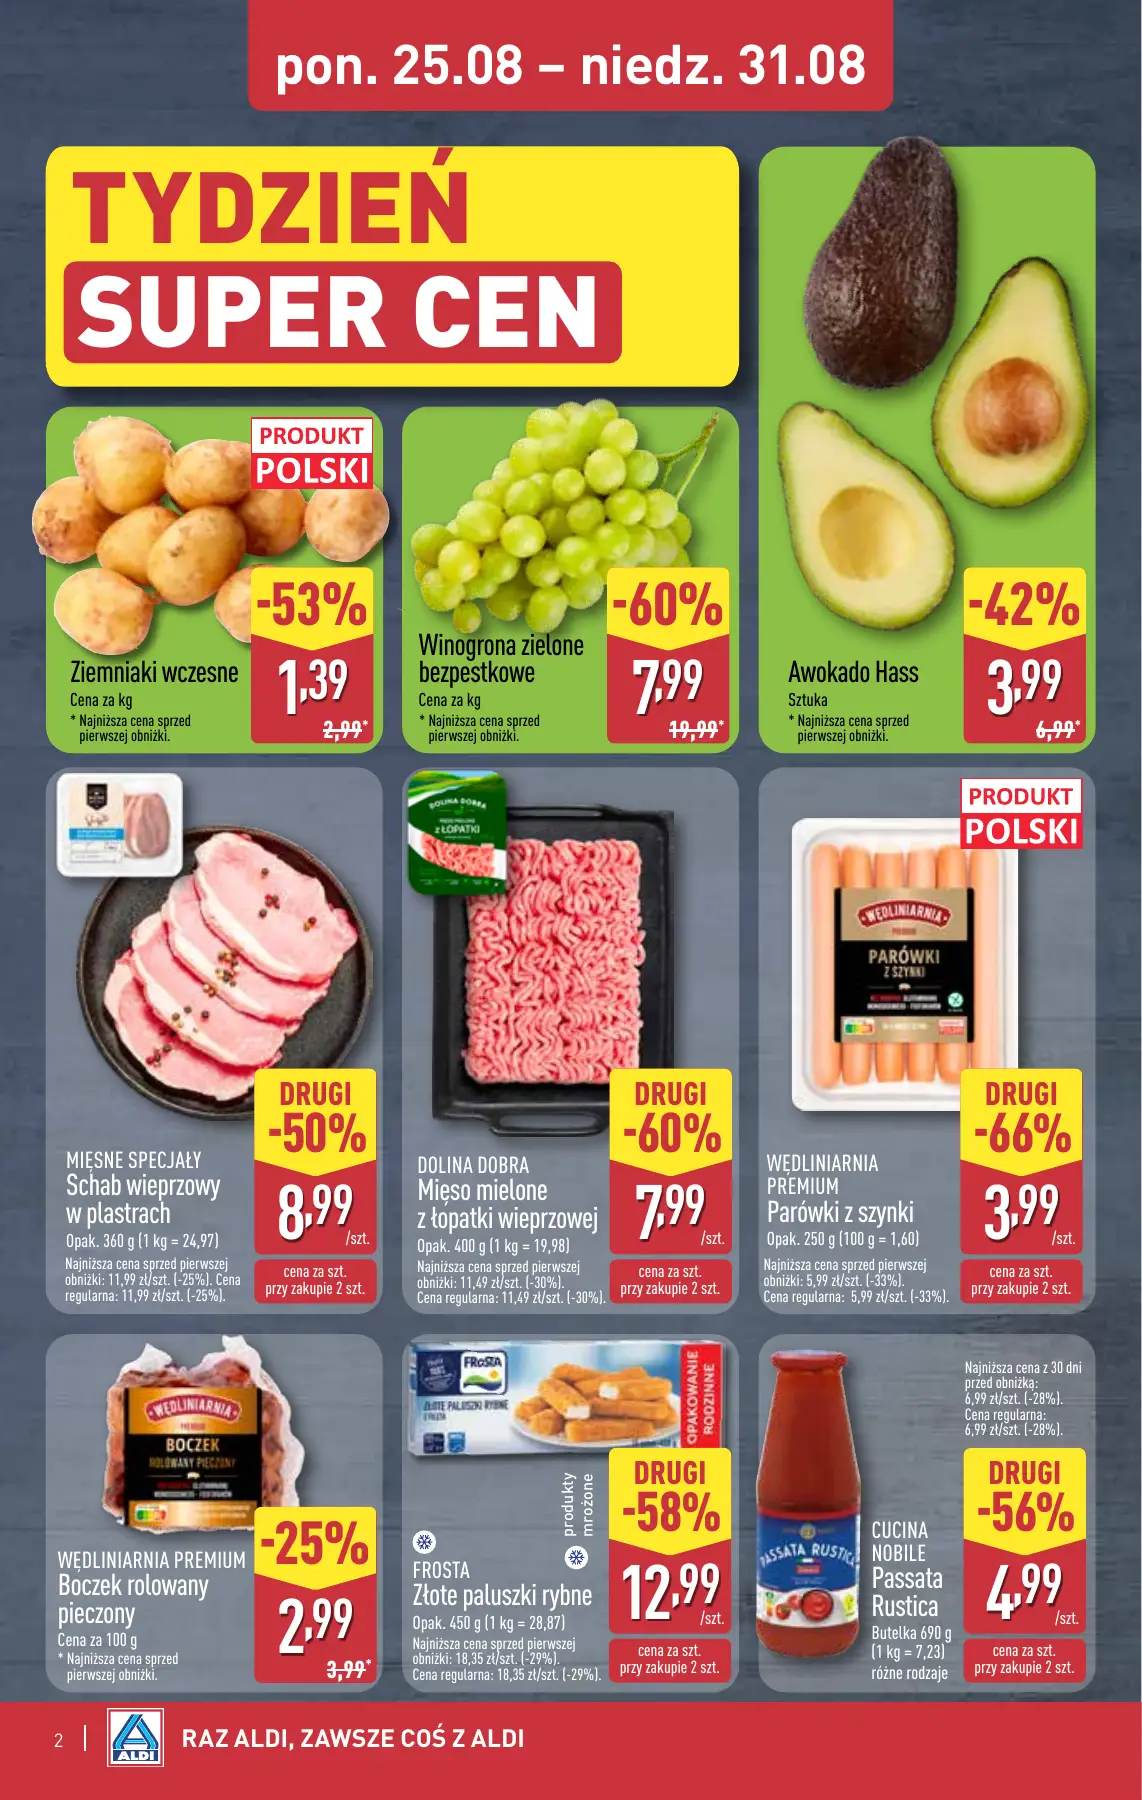 pon. 25.08 – niedz. 31.08
TYDZIEŃ
SUPER CEN
PRODUKT
POLSKI
-53%
Ziemniaki wczesne
Cena za kg
* Najniższa cena sprzed
pierwszej obniżki.
1,39
2,99*
-60%
Winogrona zielone
bezpestkowe
Cena za kg
* Najniższa cena sprzed
pierwszej obniżki.
7,99
19,99*
-42%
Awokado Hass
Sztuka
* Najniższa cena sprzed
pierwszej obniżki.
3,99
6,99*
DRUGI
-50%
MIĘSNE SPECJAŁY
Schab wieprzowy
w plastrach
Opak. 360 g (1 kg = 24,97)
Najniższa cena sprzed pierwszej
obniżki: 11,99 zł/szt. (-25%). Cena
regularna: 11,99 zł/szt. (-25%).
8,99
/szt.
cena za szt.
przy zakupie 2 szt.
DOLINA DOBRA
MIĘSO MIELONE
z ŁOPATKI
DRUGI
-60%
DOLINA DOBRA
Mięso mielone
z łopatki wieprzowej
Opak. 400 g (1 kg = 19,98)
Najniższa cena sprzed pierwszej
obniżki: 11,49 zł/szt. (-30%).
Cena regularna: 11,49 zł/szt. (-30%).
7,99
/szt.
cena za szt.
przy zakupie 2 szt.
PRODUKT
POLSKI
WĘDLINIARNIA
PREMIUM
PARÓWKI
Z SZYNKI
DRUGI
-66%
WĘDLINIARNIA
PREMIUM
Parówki z szynki
Opak. 250 g (100 g = 1,60)
Najniższa cena sprzed pierwszej
obniżki: 5,99 zł/szt. (-33%).
Cena regularna: 5,99 zł/szt. (-33%).
3,99
/szt.
cena za szt.
przy zakupie 2 szt.
WĘDLINIARNIA
PREMIUM
BOCZEK
ROLOWANY PIECZONY
-25%
WĘDLINIARNIA PREMIUM
Boczek rolowany
pieczony
Cena za 100 g
* Najniższa cena sprzed
pierwszej obniżki.
2,99
3,99*
FRoSTA
ZŁOTE PALUSZKI RYBNE
Z FILETA
OPAKOWANIE
RODZINNE
produkty
mrożone
DRUGI
-58%
FROSTA
Złote paluszki rybne
Opak. 450 g (1 kg = 28,87)
Najniższa cena sprzed pierwszej
obniżki: 18,35 zł/szt. (-29%).
Cena regularna: 18,35 zł/szt. (-29%).
12,99
/szt.
cena za szt.
przy zakupie 2 szt.
Najniższa cena z 30 dni
przed obniżką:
6,99 zł/szt. (-28%).
Cena regularna:
6,99 zł/szt. (-28%).
PASSATA RUSTICA
DRUGI
-56%
CUCINA
NOBILE
Passata
Rustica
Butelka 690 g
(1 kg = 7,23)
różne rodzaje
4,99
/szt.
cena za szt.
przy zakupie 2 szt.
2
ALDI
RAZ ALDI, ZAWSZE COŚ Z ALDI